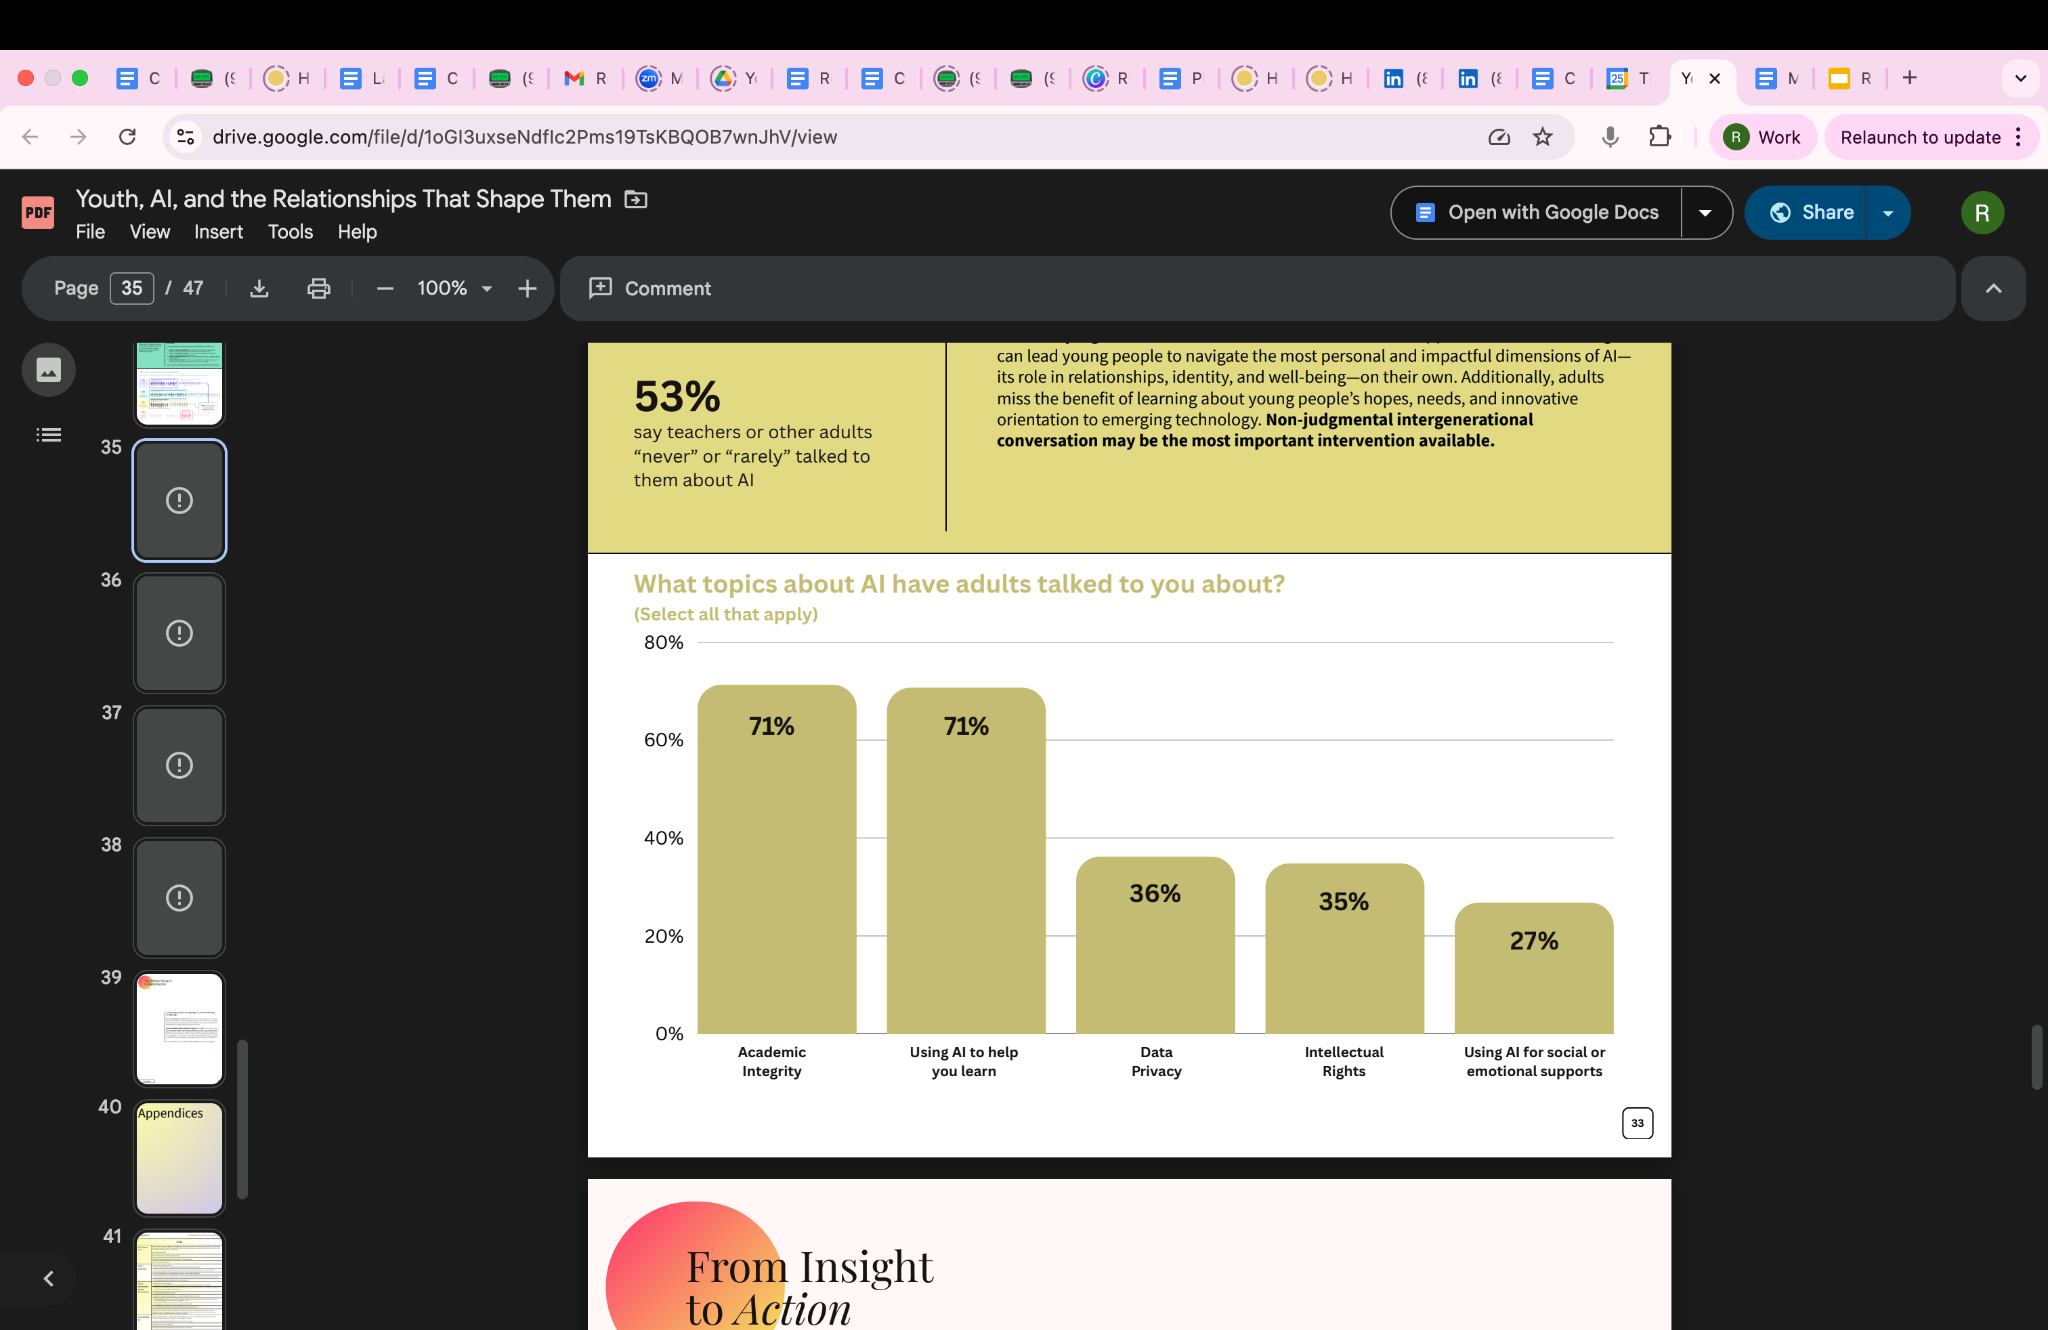 C
(
H
L
C
(
R
M
Y
R
C
(
(
R
P
H
H
(
(
C
T
Y
M
R
drive.google.com/file/d/1oGI3uxseNdfIc2Pms19TsKBQOB7wnJhV/view
R Work
Relaunch to update
PDF
Youth, AI, and the Relationships That Shape Them
File View Insert Tools Help
Open with Google Docs
Share
R
Page 35 / 47
100%
Comment
35
36
37
38
39
40
Appendices
41
53%
say teachers or other adults
“never” or “rarely” talked to
them about AI
can lead young people to navigate the most personal and impactful dimensions of AI—
its role in relationships, identity, and well-being—on their own. Additionally, adults
miss the benefit of learning about young people’s hopes, needs, and innovative
orientation to emerging technology. Non-judgmental intergenerational
conversation may be the most important intervention available.
What topics about AI have adults talked to you about?
(Select all that apply)
80%
60%
40%
20%
0%
71%
71%
36%
35%
27%
Academic
Integrity
Using AI to help
you learn
Data
Privacy
Intellectual
Rights
Using AI for social or
emotional supports
33
From Insight
to Action